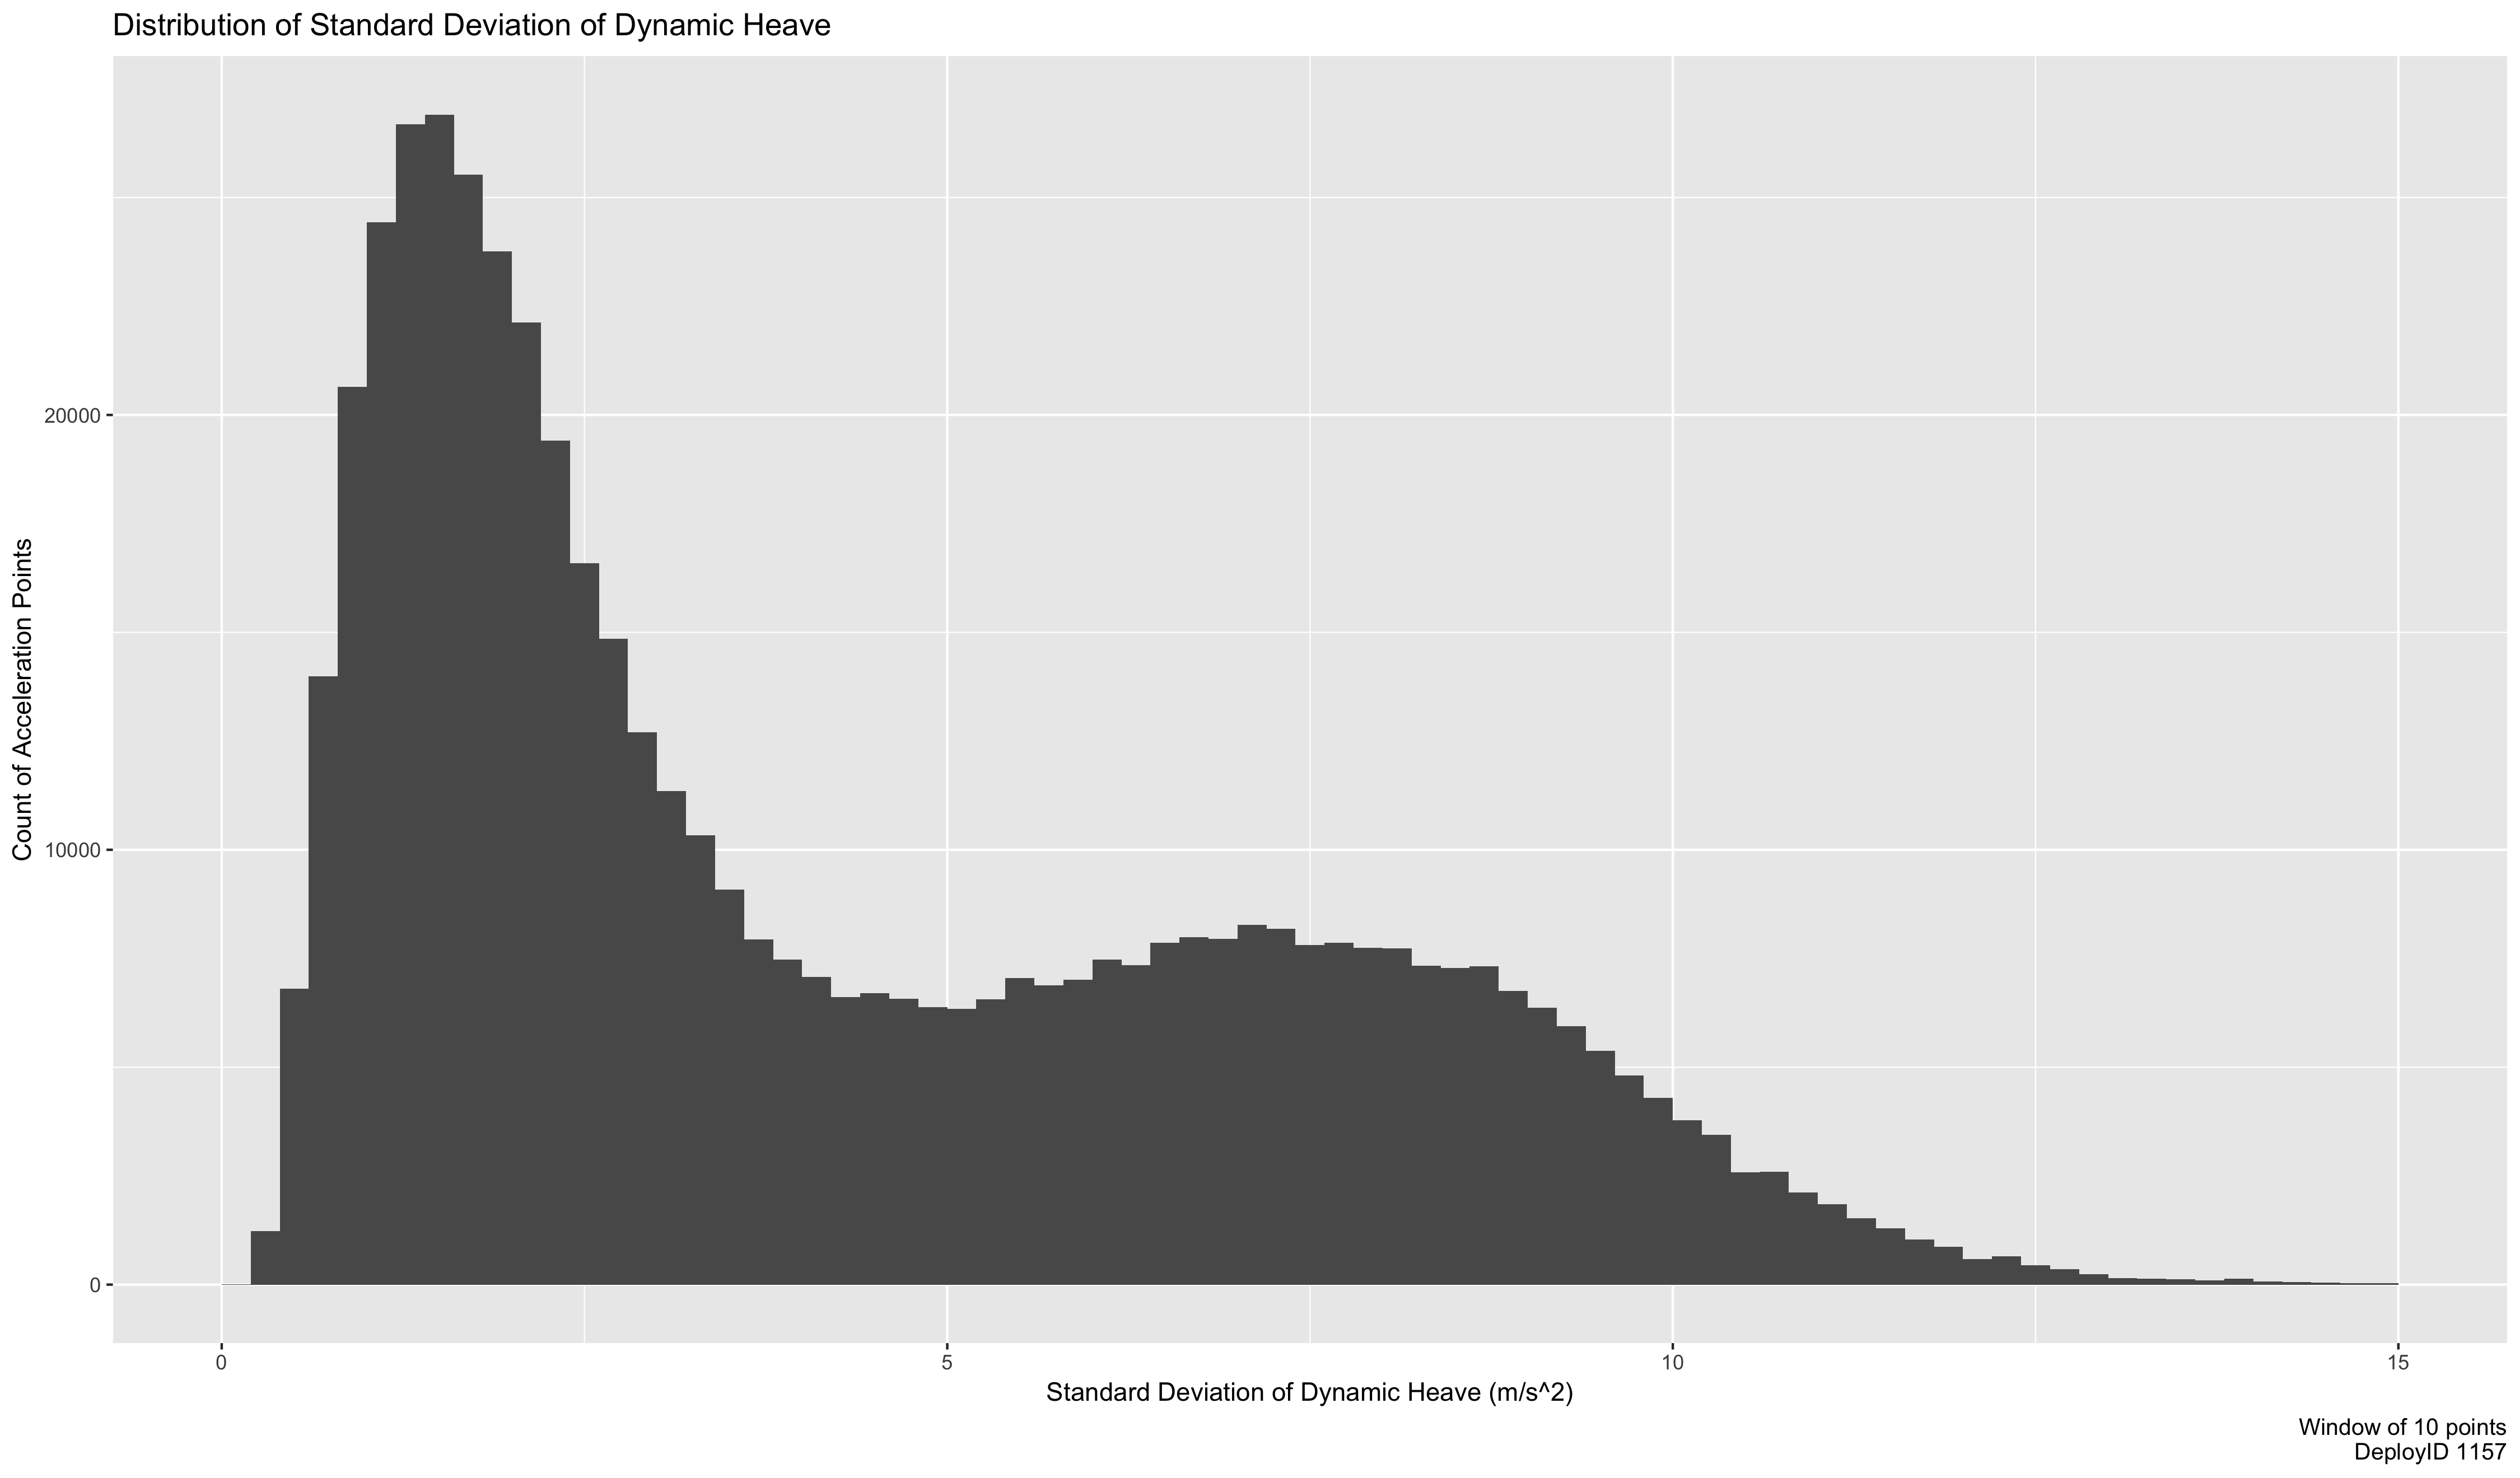 Distribution of Standard Deviation of Dynamic Heave
Count of Acceleration Points
20000
10000
0
0
5
10
15
Standard Deviation of Dynamic Heave (m/s^2)
Window of 10 points
DeployID 1157